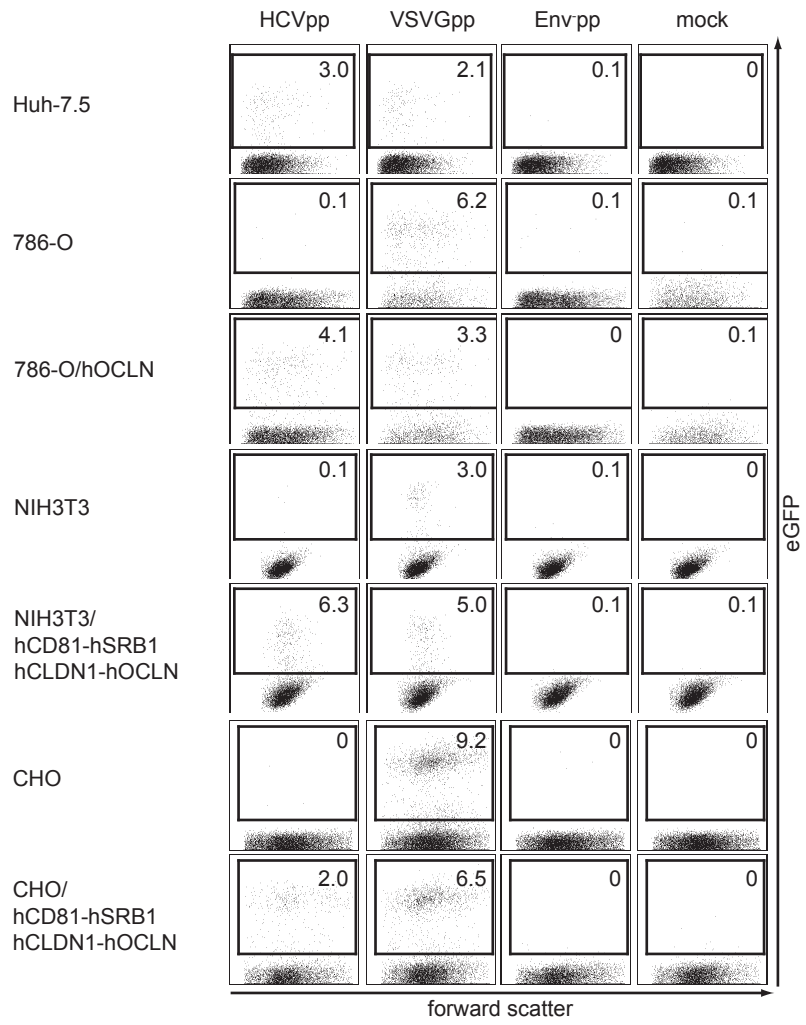 HCVpp VSVGpp Env-pp mock
Huh-7.5 3.0 2.1 0.1 0
786-O 0.1 6.2 0.1 0.1
786-O/hOCLN 4.1 3.3 0 0.1
NIH3T3 0.1 3.0 0.1 0
NIH3T3/
hCD81-hSRB1
hCLDN1-hOCLN
6.3 5.0 0.1 0.1
CHO 0 9.2 0 0
CHO/
hCD81-hSRB1
hCLDN1-hOCLN
2.0 6.5 0 0
eGFP
forward scatter